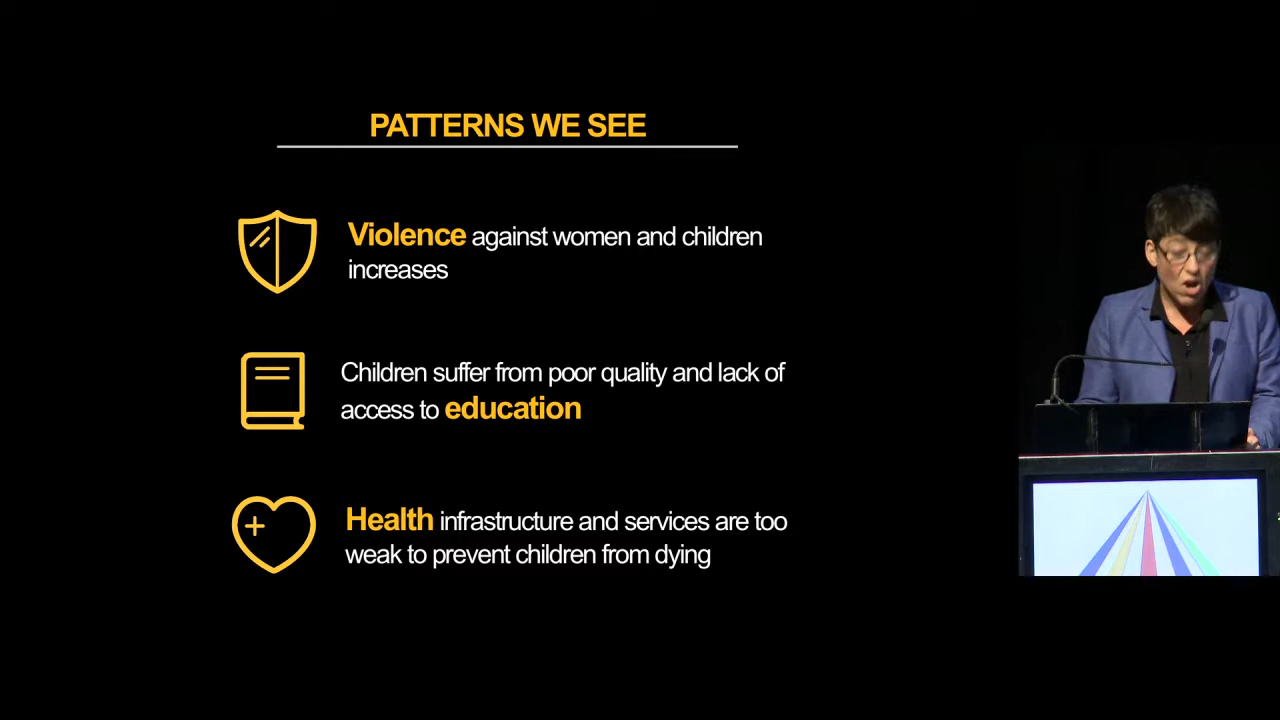 PATTERNS WE SEE
Violence against women and children
increases
Children suffer from poor quality and lack of
access to education
Health infrastructure and services are too
weak to prevent children from dying